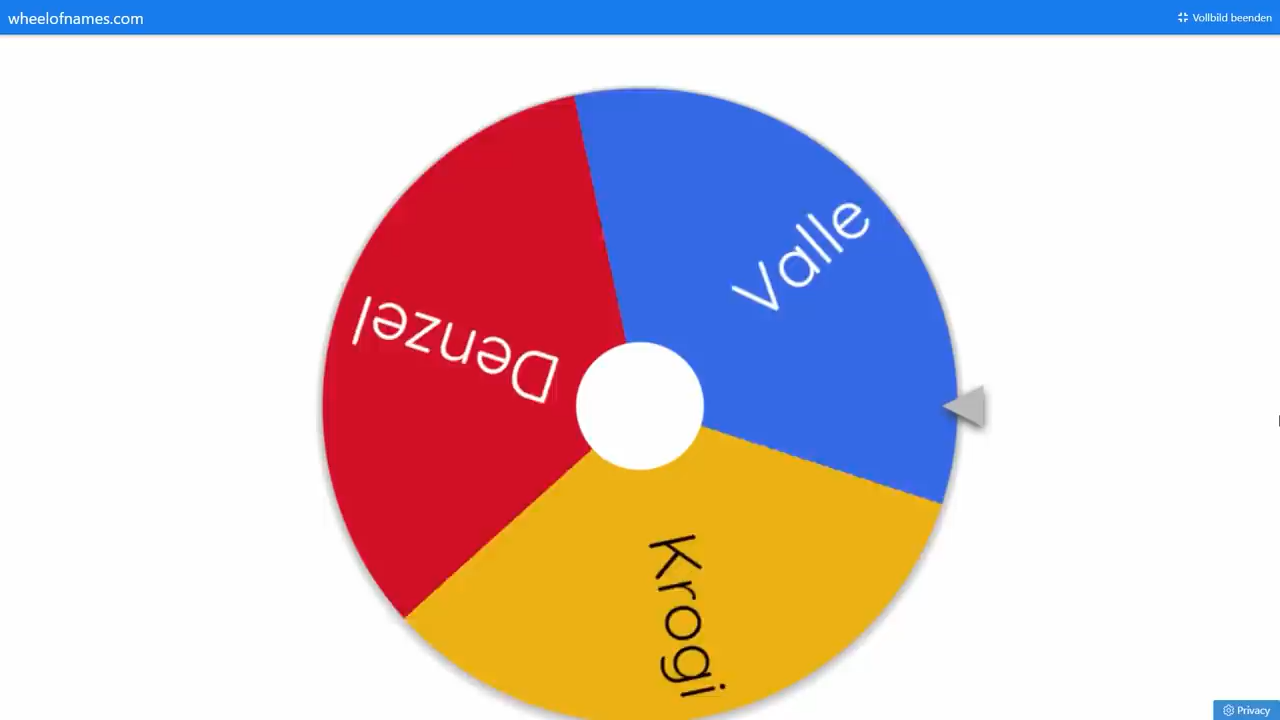 wheelofnames.com
Vollbild beenden
Valle
Denzel
Krogi
Privacy